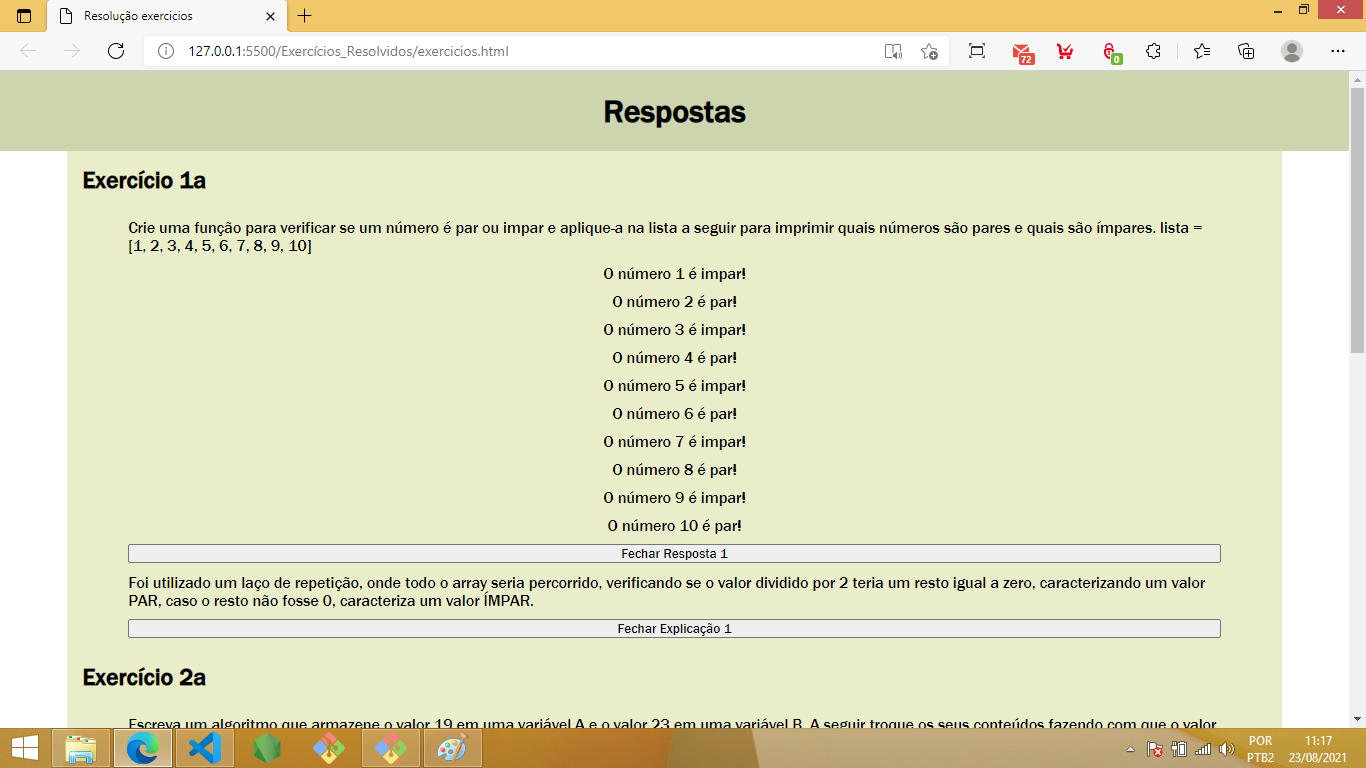 Resolução exercicios
127.0.0.1:5500/Exercícios_Resolvidos/exercicios.html
72
0
Respostas
Exercício 1a
Crie uma função para verificar se um número é par ou impar e aplique-a na lista a seguir para imprimir quais números são pares e quais são ímpares. lista =
[1, 2, 3, 4, 5, 6, 7, 8, 9, 10]
O número 1 é impar!
O número 2 é par!
O número 3 é impar!
O número 4 é par!
O número 5 é impar!
O número 6 é par!
O número 7 é impar!
O número 8 é par!
O número 9 é impar!
O número 10 é par!
Fechar Resposta 1
Foi utilizado um laço de repetição, onde todo o array seria percorrido, verificando se o valor dividido por 2 teria um resto igual a zero, caracterizando um valor
PAR, caso o resto não fosse 0, caracteriza um valor ÍMPAR.
Fechar Explicação 1
Exercício 2a
Escreva um algoritmo que armazene o valor 19 em uma variável A e o valor 23 em uma variável B. A seguir troque os seus conteúdos fazendo com que o valor
POR 11:17
PTB2 23/08/2021